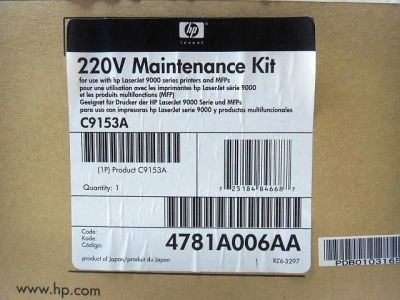 hp
invent
220V Maintenance Kit
for use with hp LaserJet 9000 series printers and MFPs
pour une utilisation avec les imprimantes hp LaserJet série 9000
et les produits multifonctions (MFP)
Geeignet für Drucker der HP LaserJet 9000 Serie und MFPs
para uso con impresoras hp LaserJet serie 9000 y productos multifuncionales
C9153A
(1P) Product C9153A
Quantity: 1
7 25184 84668 7
Code:
Kode:
Código:
4781A006AA
product of Japan/produit du Japan
RZ6-3297
PDB0103169
www.hp.com